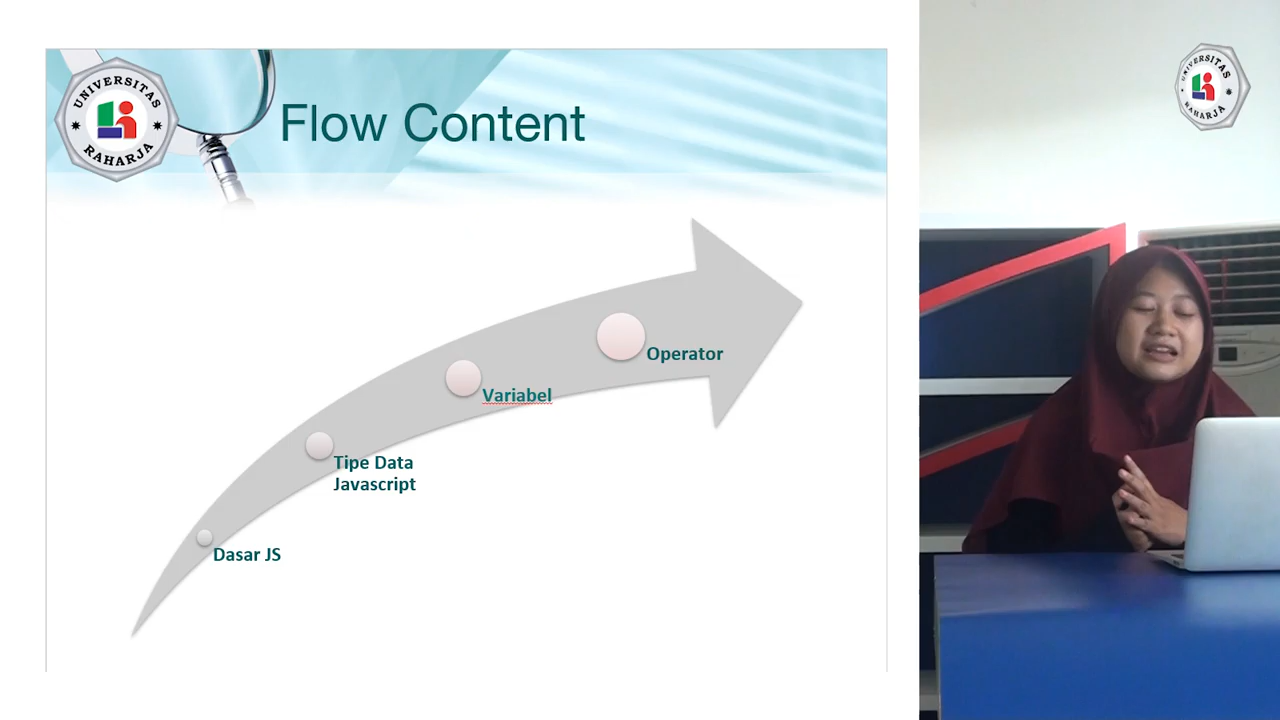 UNIVERSITAS
RAHARJA
Flow Content
Operator
Variabel
Tipe Data
Javascript
Dasar JS
UNIVERSITAS
RAHARJA